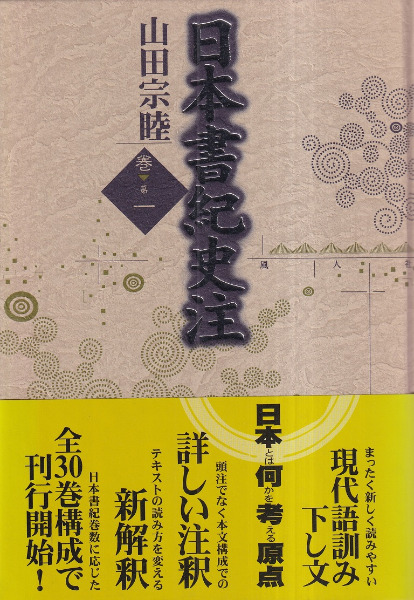 日本書紀史注
山田宗睦
巻第一
風人社
まったく新しく読みやすい
現代語訓み
下し文
日本とは何かを考える原点
頭注でなく本文構成での
詳しい注釈
テキストの読み方を変える
新解釈
日本書紀巻数に応じた
全30巻構成で
刊行開始!